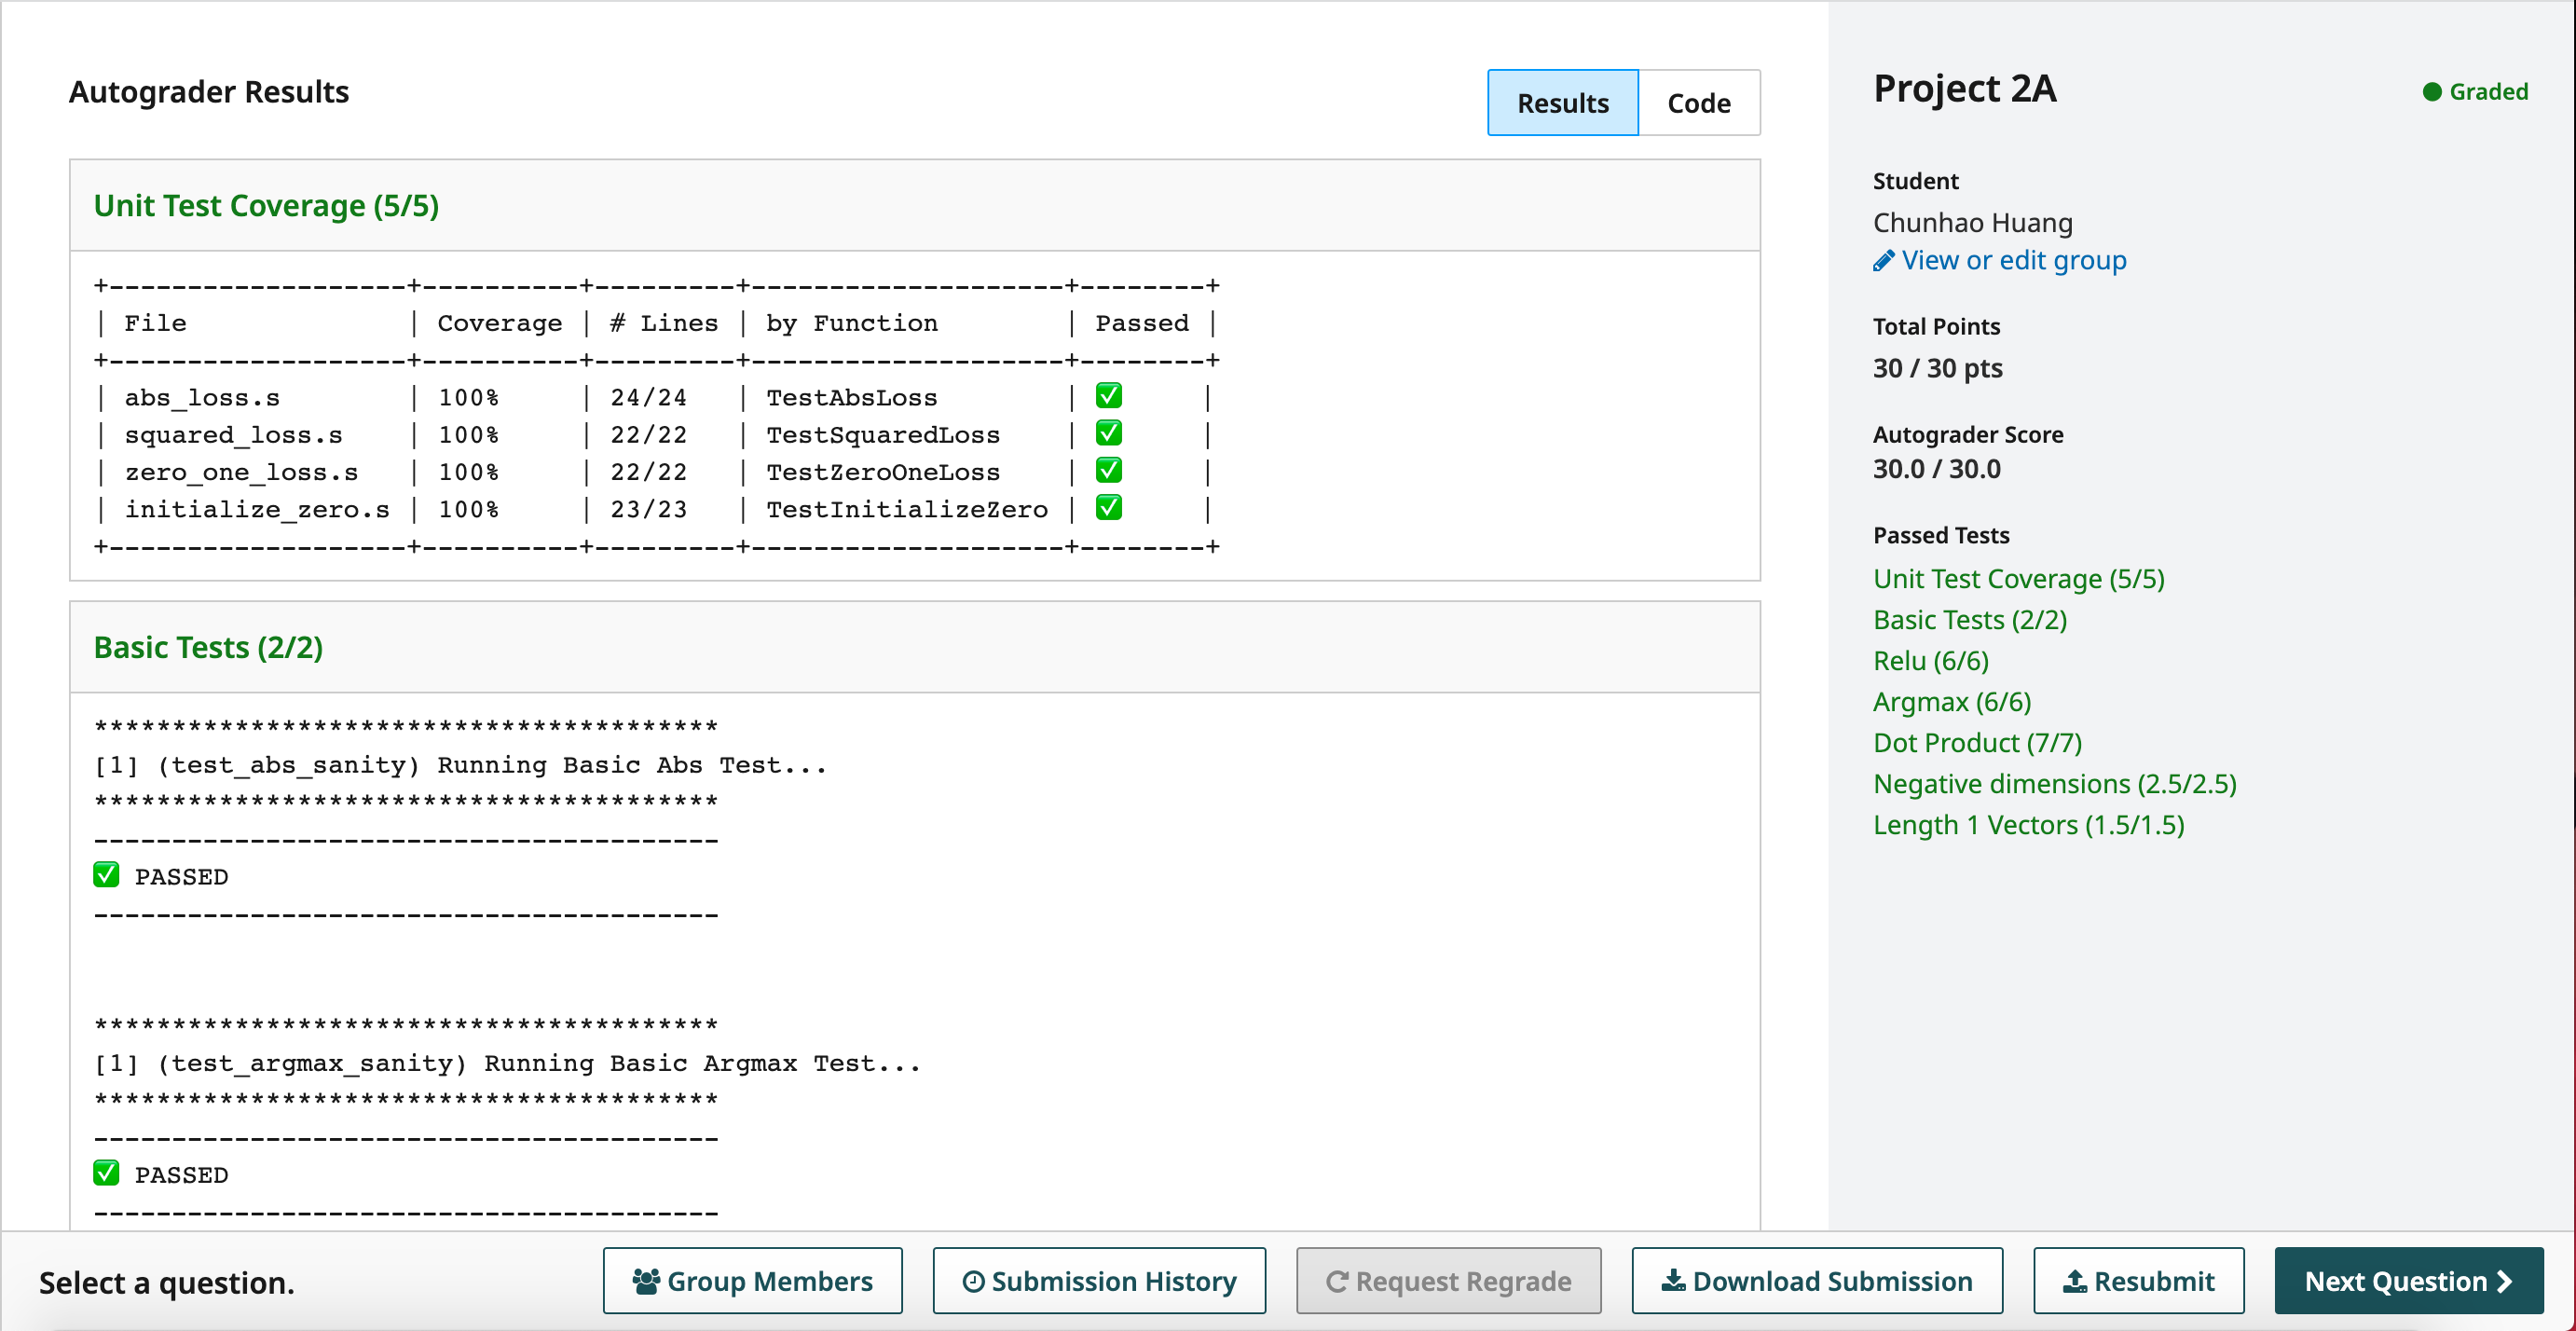 Autograder Results
Results
Code
Unit Test Coverage (5/5)
+-------------------+----------+---------+--------------------+--------+
| File              | Coverage | # Lines | by Function        | Passed |
+-------------------+----------+---------+--------------------+--------+
| abs_loss.s        | 100%     | 24/24   | TestAbsLoss        | ✅     |
| squared_loss.s    | 100%     | 22/22   | TestSquaredLoss    | ✅     |
| zero_one_loss.s   | 100%     | 22/22   | TestZeroOneLoss    | ✅     |
| initialize_zero.s | 100%     | 23/23   | TestInitializeZero | ✅     |
+-------------------+----------+---------+--------------------+--------+
Basic Tests (2/2)
****************************************
[1] (test_abs_sanity) Running Basic Abs Test...
****************************************
----------------------------------------
✅ PASSED
----------------------------------------
****************************************
[1] (test_argmax_sanity) Running Basic Argmax Test...
****************************************
----------------------------------------
✅ PASSED
----------------------------------------
Project 2A
Graded
Student
Chunhao Huang
View or edit group
Total Points
30 / 30 pts
Autograder Score
30.0 / 30.0
Passed Tests
Unit Test Coverage (5/5)
Basic Tests (2/2)
Relu (6/6)
Argmax (6/6)
Dot Product (7/7)
Negative dimensions (2.5/2.5)
Length 1 Vectors (1.5/1.5)
Select a question.
Group Members
Submission History
Request Regrade
Download Submission
Resubmit
Next Question